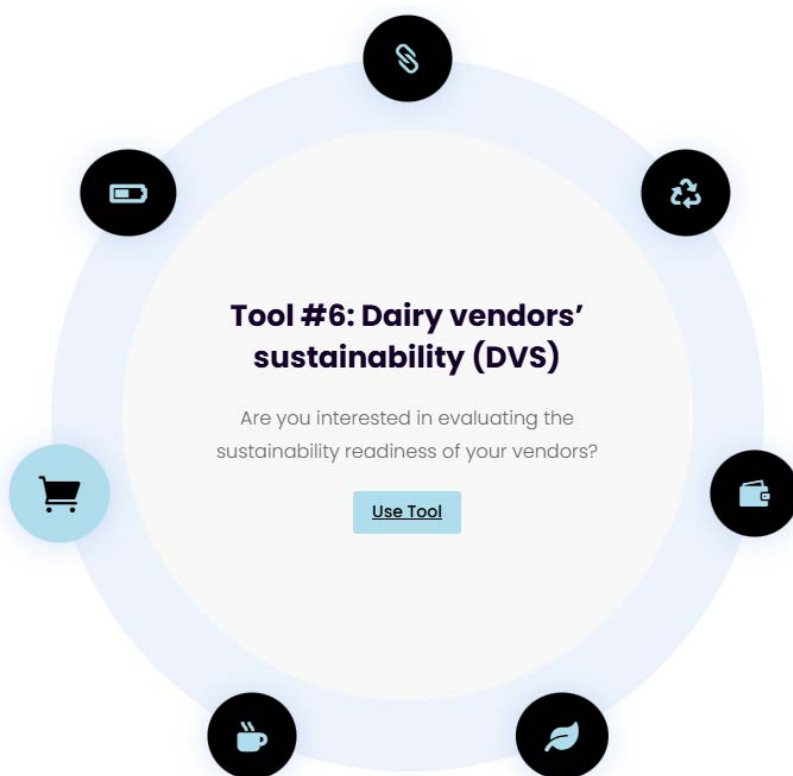 Tool #6: Dairy vendors’
sustainability (DVS)
Are you interested in evaluating the
sustainability readiness of your vendors?
Use Tool